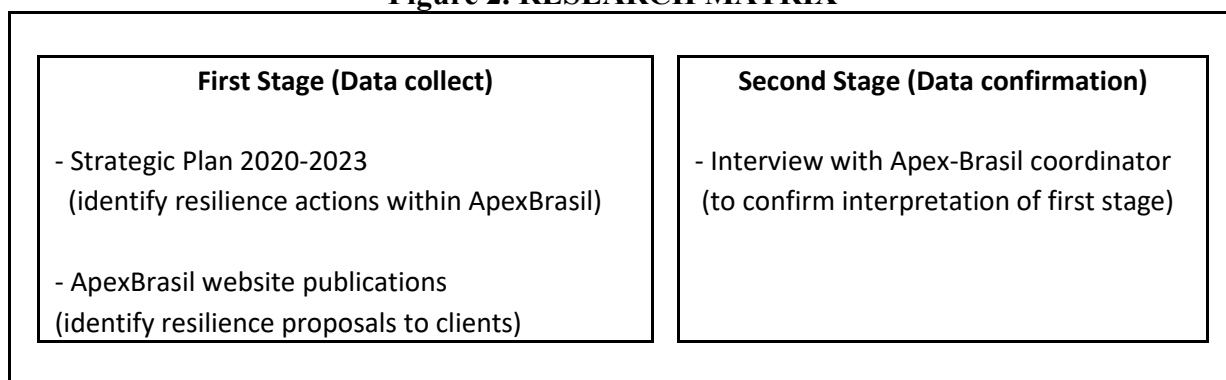 Figure 2. RESEARCH MATRIX
First Stage (Data collect)
- Strategic Plan 2020-2023
(identify resilience actions within ApexBrasil)
- ApexBrasil website publications
(identify resilience proposals to clients)
Second Stage (Data confirmation)
- Interview with Apex-Brasil coordinator
(to confirm interpretation of first stage)